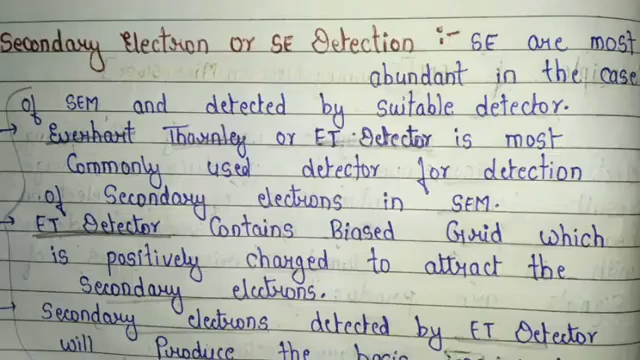 Secondary Electron or SE Detection :- SE are most
abundant in the case
of SEM and detected by suitable detector.
→ Everhart Thornley or ET Detector is most
Commonly used detector for detection
of Secondary electrons in SEM.
→ ET Detector Contains Biased Grid which
is positively charged to attract the
Secondary electrons.
→ Secondary electrons detected by ET Detector
will Produce the basic